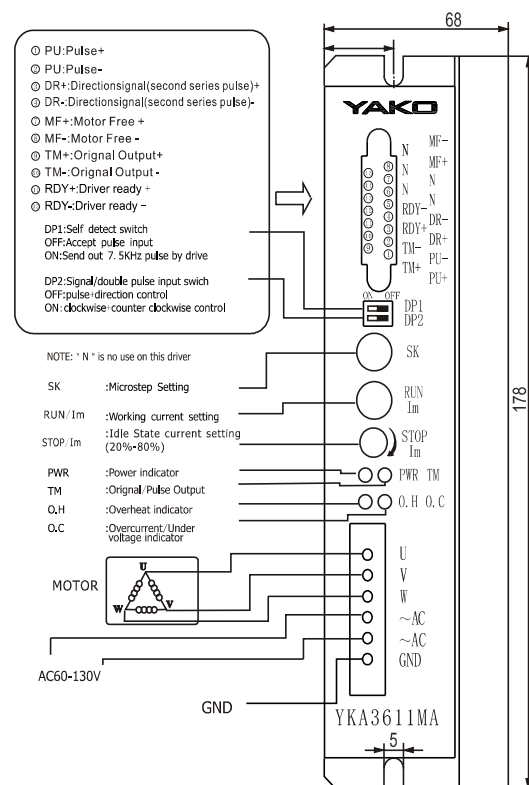 ① PU:Pulse+
② PU:Pulse-
③ DR+:Directionsignal(second series pulse)+
④ DR-:Directionsignal(second series pulse)-
⑦ MF+:Motor Free +
⑧ MF-:Motor Free -
⑨ TM+:Orignal Output+
⑩ TM-:Orignal Output -
⑪ RDY+:Driver ready +
⑫ RDY-:Driver ready -
DP1:Self detect switch
OFF:Accept pulse input
ON:Send out 7.5KHz pulse by drive
DP2:Signal/double pulse input swich
OFF:pulse+direction control
ON:clockwise+counter clockwise control
NOTE: " N " is no use on this driver
SK :Microstep Setting
RUN/Im :Working current setting
STOP/Im :Idle State current setting
(20%-80%)
PWR :Power indicator
TM :Orignl/Pulse Output
O.H :Overheat indicator
O.C :Overcurrent/Under
voltage indicator
MOTOR
U
W V
AC60-130V
GND
68
178
YAKO
N
N
N
RDY-
RDY+
TM-
TM+
MF-
MF+
N
N
DR-
DR+
PU-
PU+
ON OFF
DP1
DP2
SK
RUN
Im
STOP
Im
PWR TM
O.H O.C
U
V
W
~AC
~AC
GND
YKA3611MA
5